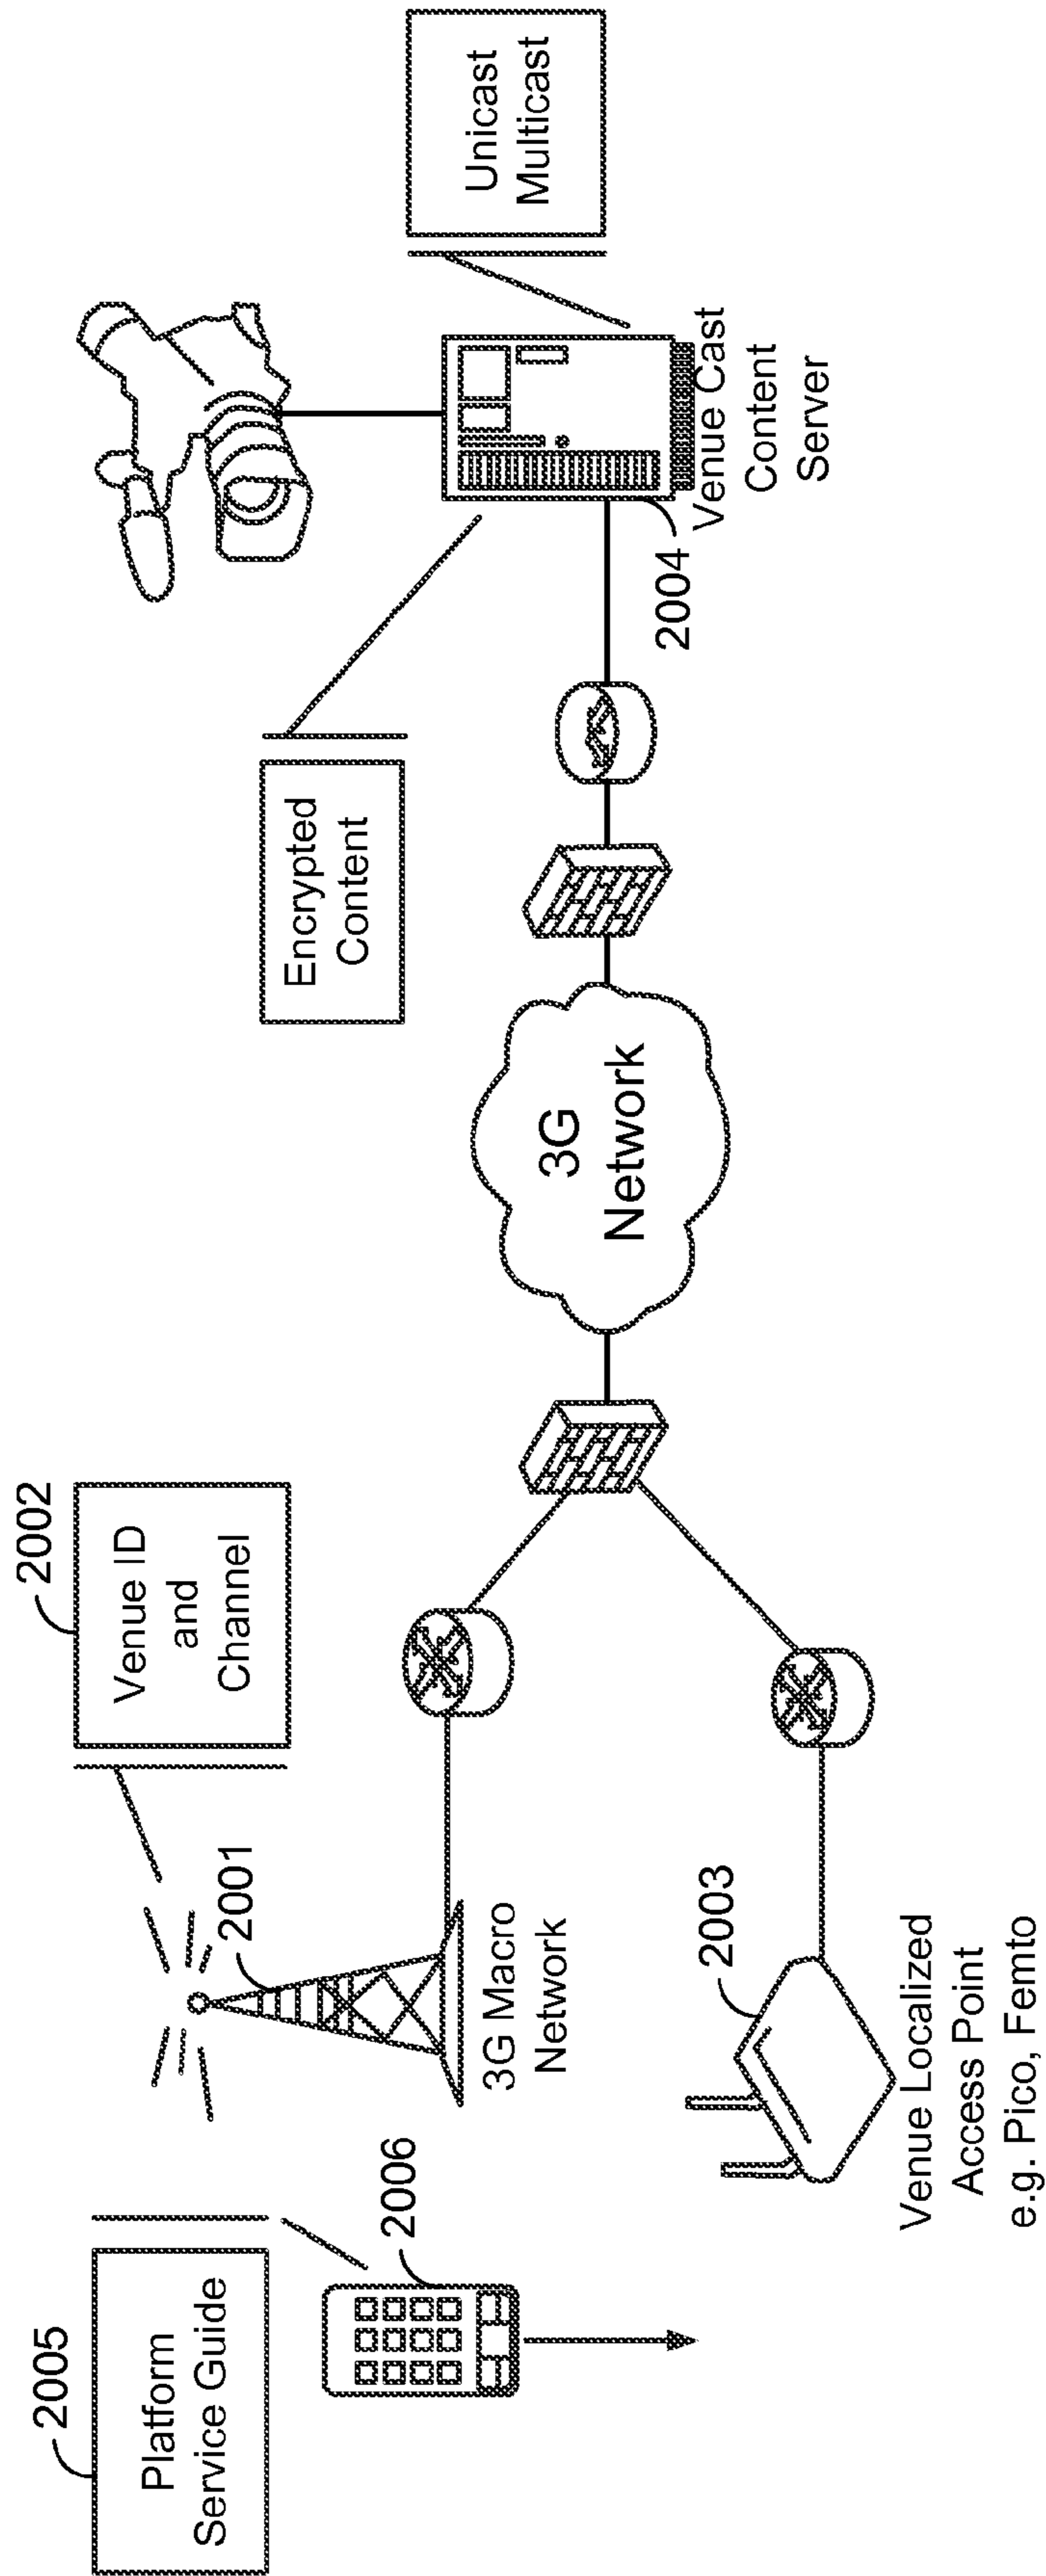 2005
Platform
Service Guide
2006
2002
Venue ID
and
Channel
2001
3G Macro
Network
2003
Venue Localized
Access Point
e.g. Pico, Femto
3G
Network
Encrypted
Content
2004
Venue Cast
Content
Server
Unicast
Multicast